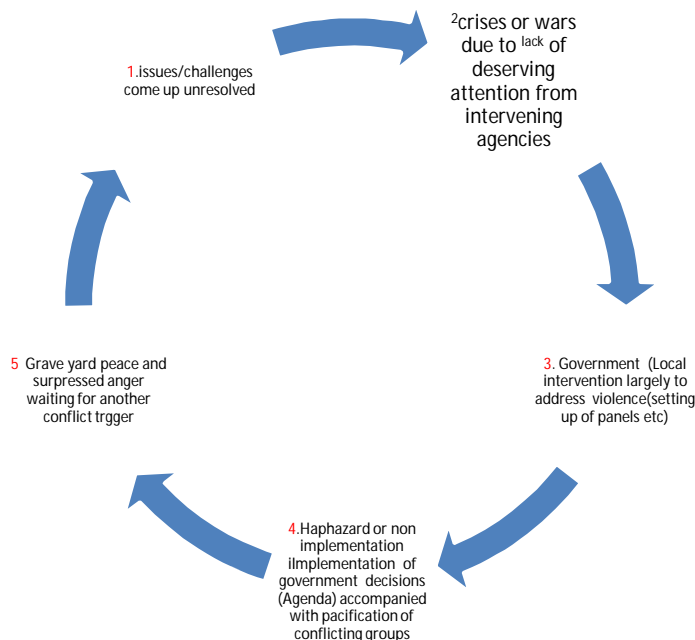 1.issues/challenges
come up unresolved
2crises or wars
due to lack of
deserving
attention from
intervening
agencies
3. Government (Local
intervention largely to
address violence(setting
up of panels etc)
4.Haphazard or non
implementation
iImplementation of
government decisions
(Agenda) accompanied
with pacification of
conflicting groups
5 Grave yard peace and
surpressed anger
waiting for another
conflict trgger